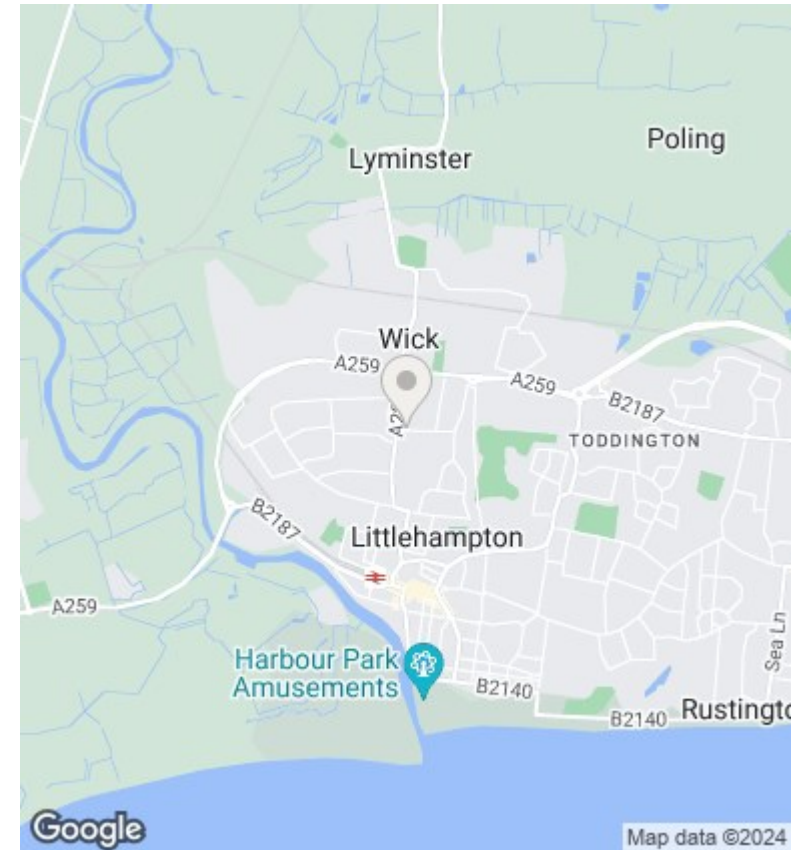 Poling
Lyminster
Wick
A259
A259
B2187
TODDINGTON
B2187
Littlehampton
A259
Sea Ln
Harbour Park
Amusements
B2140
B2140
Rustingto
Google
Map data ©2024